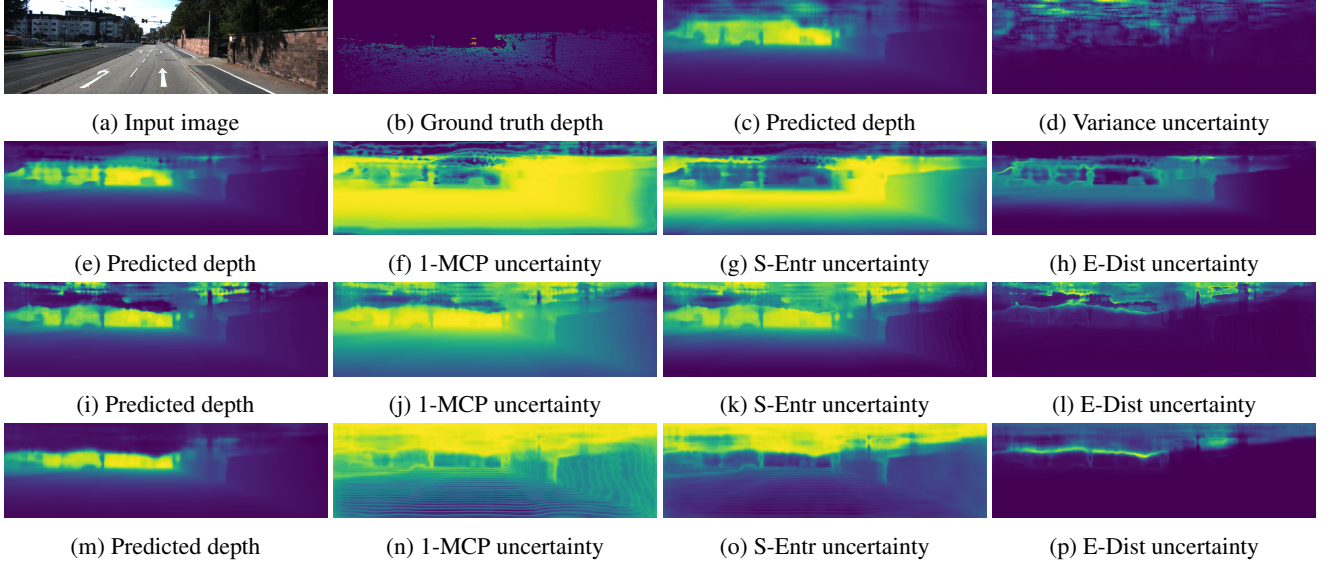 (a) Input image
(b) Ground truth depth
(c) Predicted depth
(d) Variance uncertainty
(e) Predicted depth
(f) 1-MCP uncertainty
(g) S-Entr uncertainty
(h) E-Dist uncertainty
(i) Predicted depth
(j) 1-MCP uncertainty
(k) S-Entr uncertainty
(l) E-Dist uncertainty
(m) Predicted depth
(n) 1-MCP uncertainty
(o) S-Entr uncertainty
(p) E-Dist uncertainty